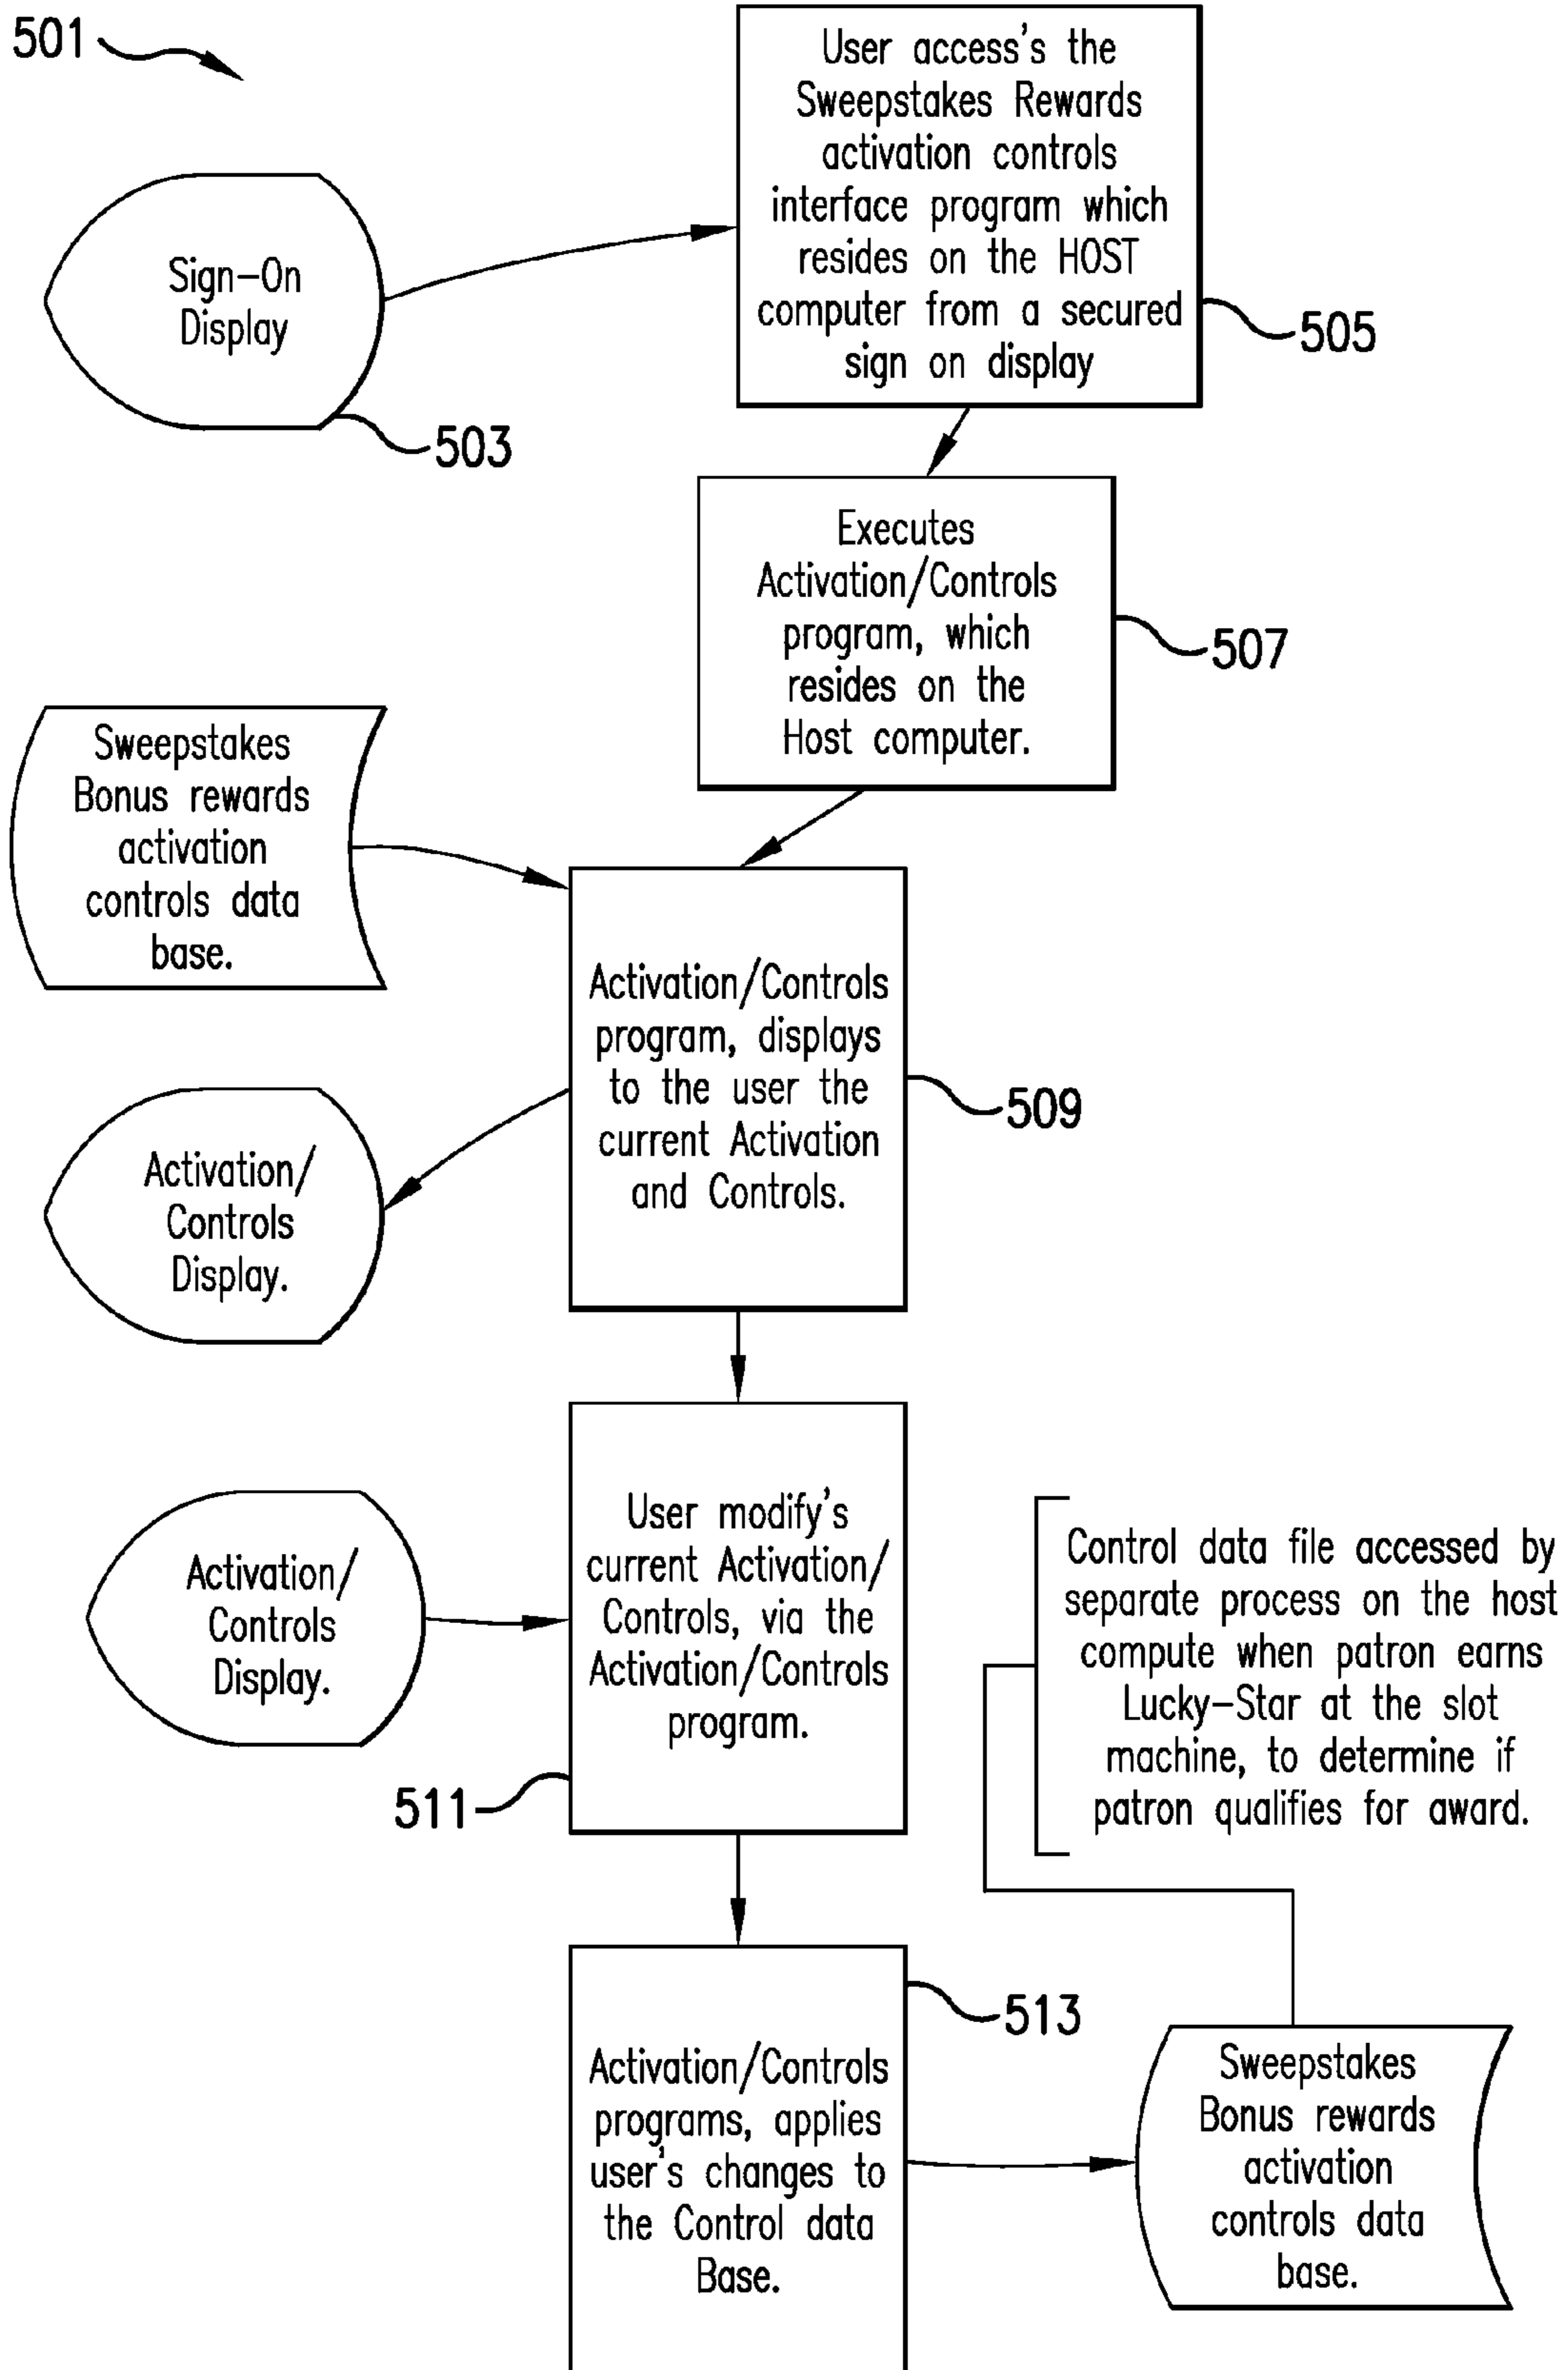 501
User access's the
Sweepstakes Rewards
activation controls
interface program which
resides on the HOST
computer from a secured
sign on display
505
Sign-On
Display
503
Executes
Activation/Controls
program, which
resides on the
Host computer.
507
Sweepstakes
Bonus rewards
activation
controls data
base.
Activation/Controls
program, displays
to the user the
current Activation
and Controls.
509
Activation/
Controls
Display.
User modify's
current Activation/
Controls, via the
Activation/Controls
program.
511
Activation/
Controls
Display.
Control data file accessed by
separate process on the host
compute when patron earns
Lucky-Star at the slot
machine, to determine if
patron qualifies for award.
Activation/Controls
programs, applies
user's changes to
the Control data
Base.
513
Sweepstakes
Bonus rewards
activation
controls data
base.